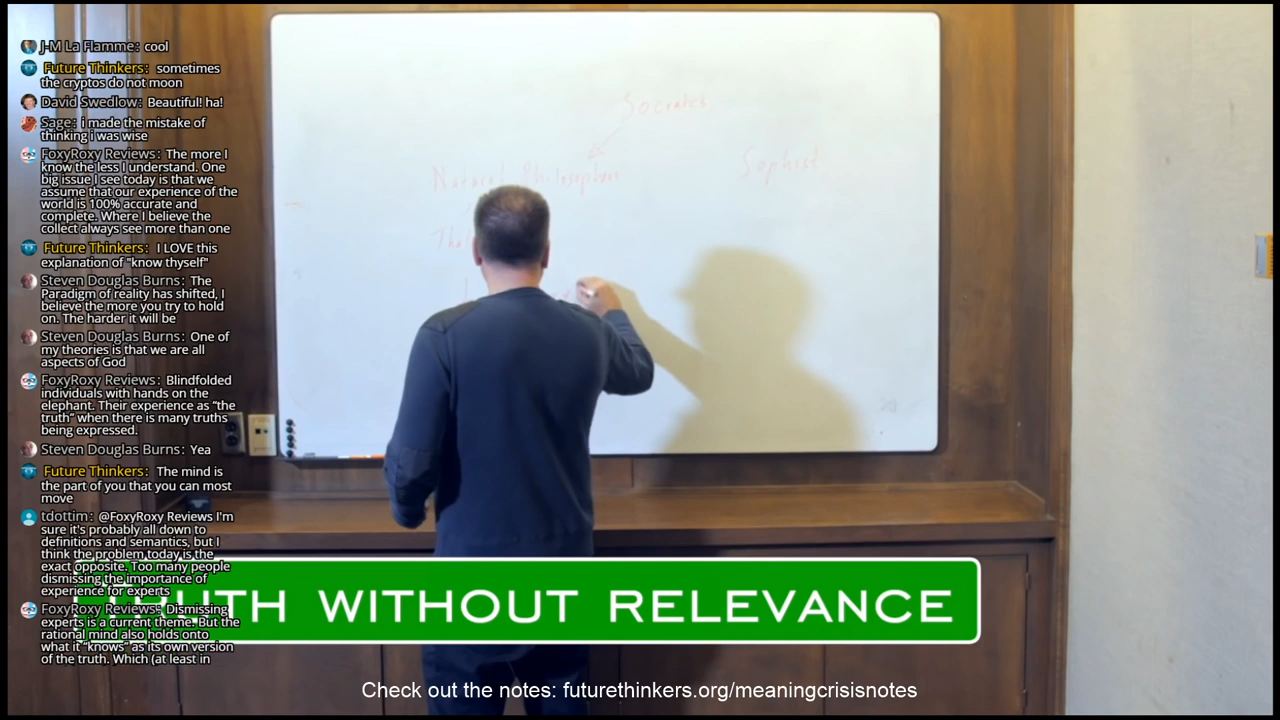 J-M La Flamme: cool
Future Thinkers: sometimes
the cryptos do not moon
David Swedlow: Beautiful! ha!
Sage: i made the mistake of
thinking i was wise
FoxyRoxy Reviews: The more I
know the less I understand. One
big issue I see today is that we
assume that our experience of the
world is 100% accurate and
complete. Where I believe the
collect always see more than one
Future Thinkers: I LOVE this
explanation of "know thyself"
Steven Douglas Burns: The
Paradigm of reality has shifted, I
believe the more you try to hold
on. The harder it will be
Steven Douglas Burns: One of
my theories is that we are all
aspects of God
FoxyRoxy Reviews: Blindfolded
individuals with hands on the
elephant. Their experience as “the
truth” when there is many truths
being expressed.
Steven Douglas Burns: Yea
Future Thinkers: The mind is
the part of you that you can most
move
tdottim: @FoxyRoxy Reviews I'm
sure it's probably all down to
definitions and semantics, but I
think the problem today is the
exact opposite. Too many people
dismissing the importance of
experience for experts
FoxyRoxy Reviews: Dismissing
experts is a current theme. But the
rational mind also holds onto
what it “knows” as its own version
of the truth. Which (at least in
Socrates
Natural Philosophers
Sophist
TRUTH WITHOUT RELEVANCE
Check out the notes: futurethinkers.org/meaningcrisisnotes